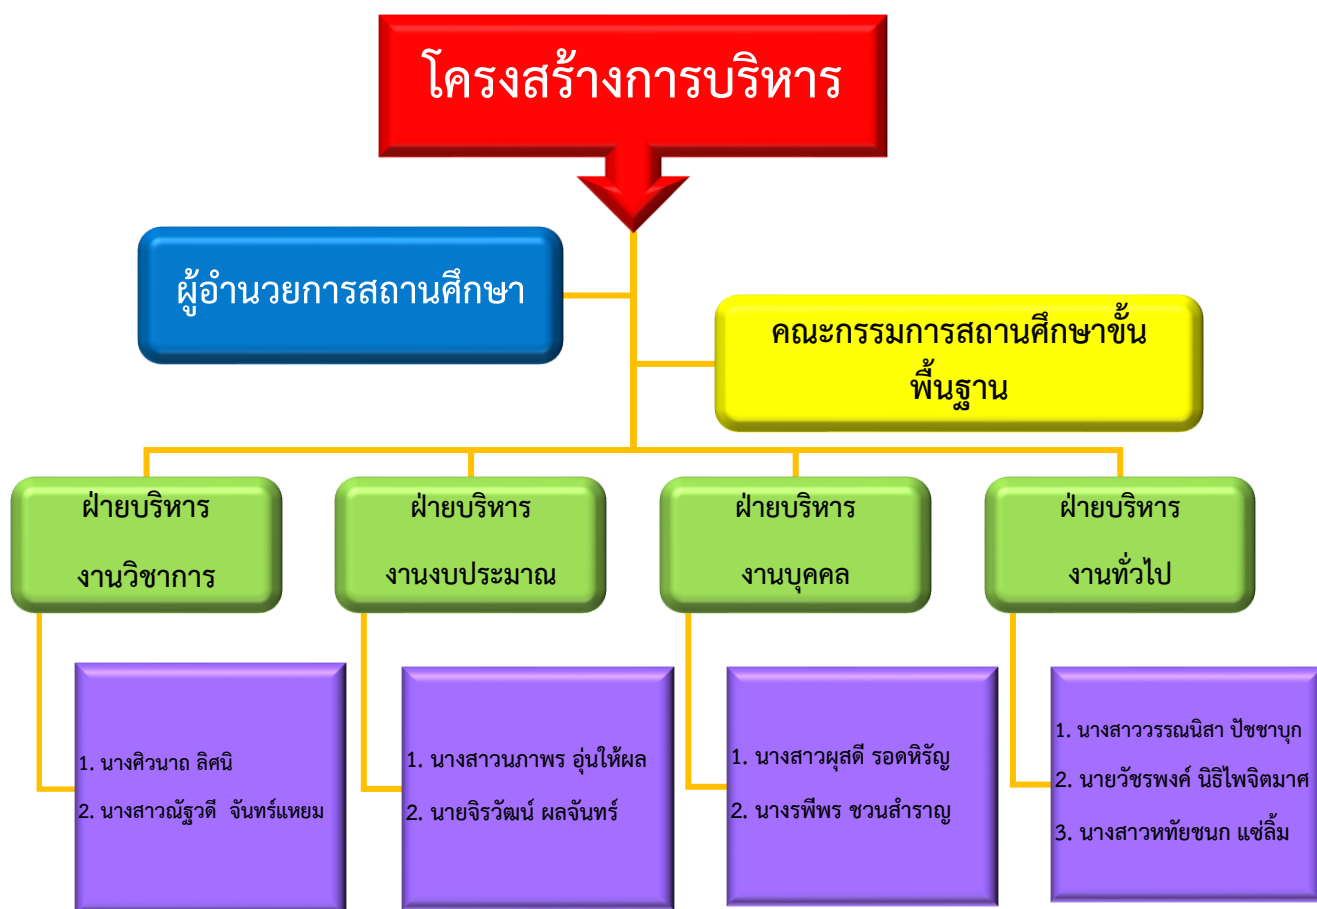 โครงสร้างการบริหาร
ผู้อำนวยการสถานศึกษา
คณะกรรมการสถานศึกษาขั้น
พื้นฐาน
ฝ่ายบริหาร
งานวิชาการ
ฝ่ายบริหาร
งานงบประมาณ
ฝ่ายบริหาร
งานบุคคล
ฝ่ายบริหาร
งานทั่วไป
1. นางศิวนาถ ลิศนิ
2. นางสาวณัฐวดี จันทร์แหยม
1. นางสาวนภาพร อุ่นให้ผล
2. นายจิรวัฒน์ ผลจันทร์
1. นางสาวผุสดี รอดหิรัญ
2. นางรพีพร ชวนสำราญ
1. นางสาววรรณนิสา ปัชชาบุก
2. นายวัชรพงค์ นิธิไพจิตมาศ
3. นางสาวหทัยชนก แซ่ลิ้ม